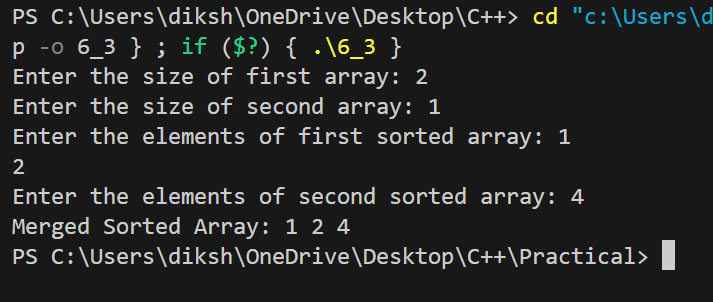 PS C:\Users\diksh\OneDrive\Desktop\C++> cd "c:\Users\d
p -o 6_3 } ; if ($?) { .\6_3 }
Enter the size of first array: 2
Enter the size of second array: 1
Enter the elements of first sorted array: 1
2
Enter the elements of second sorted array: 4
Merged Sorted Array: 1 2 4
PS C:\Users\diksh\OneDrive\Desktop\C++\Practical>